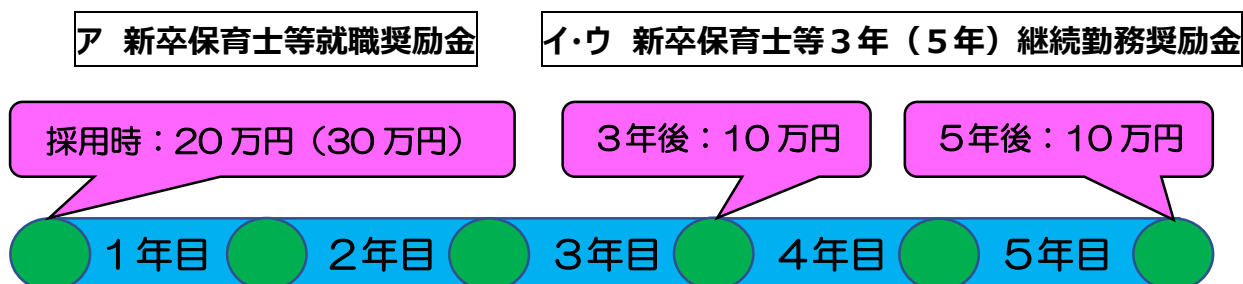 ア 新卒保育士等就職奨励金
イ・ウ 新卒保育士等３年（５年）継続勤務奨励金
採用時：20万円（30万円）
３年後：10万円
５年後：10万円
１年目
２年目
３年目
４年目
５年目